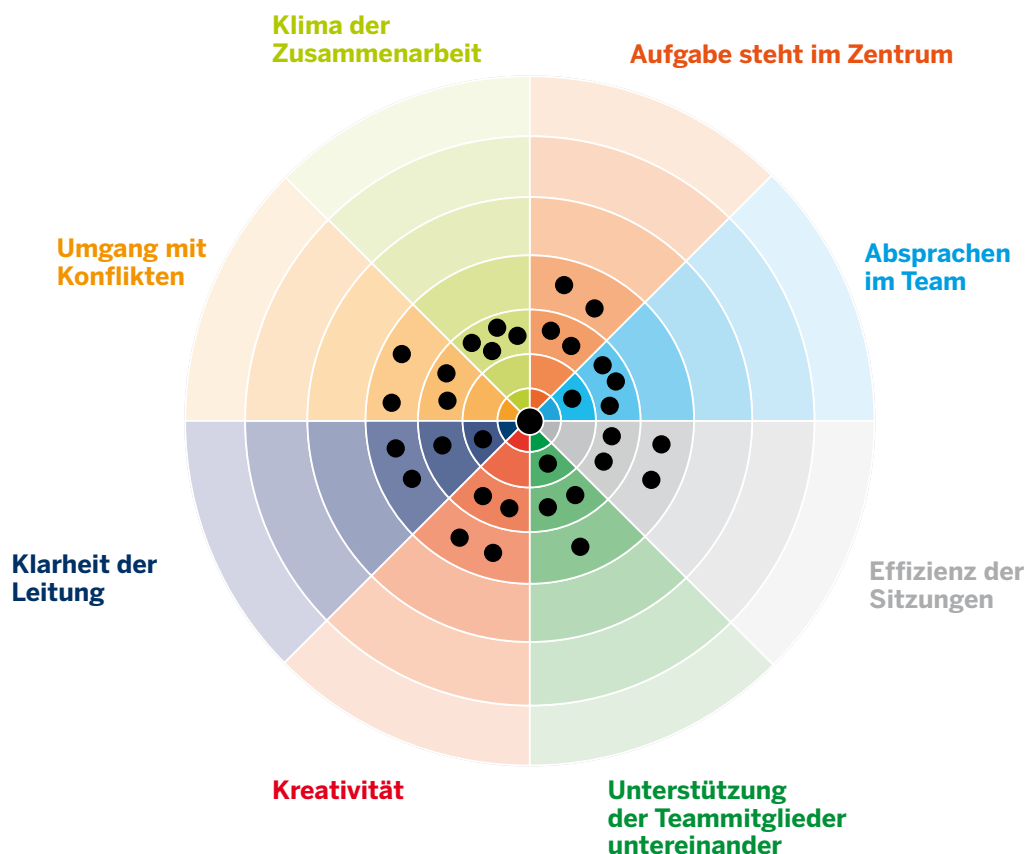 Klima der
Zusammenarbeit
Aufgabe steht im Zentrum
Umgang mit
Konflikten
Absprachen
im Team
Klarheit der
Leitung
Effizienz der
Sitzungen
Kreativität
Unterstützung
der Teammitglieder
untereinander